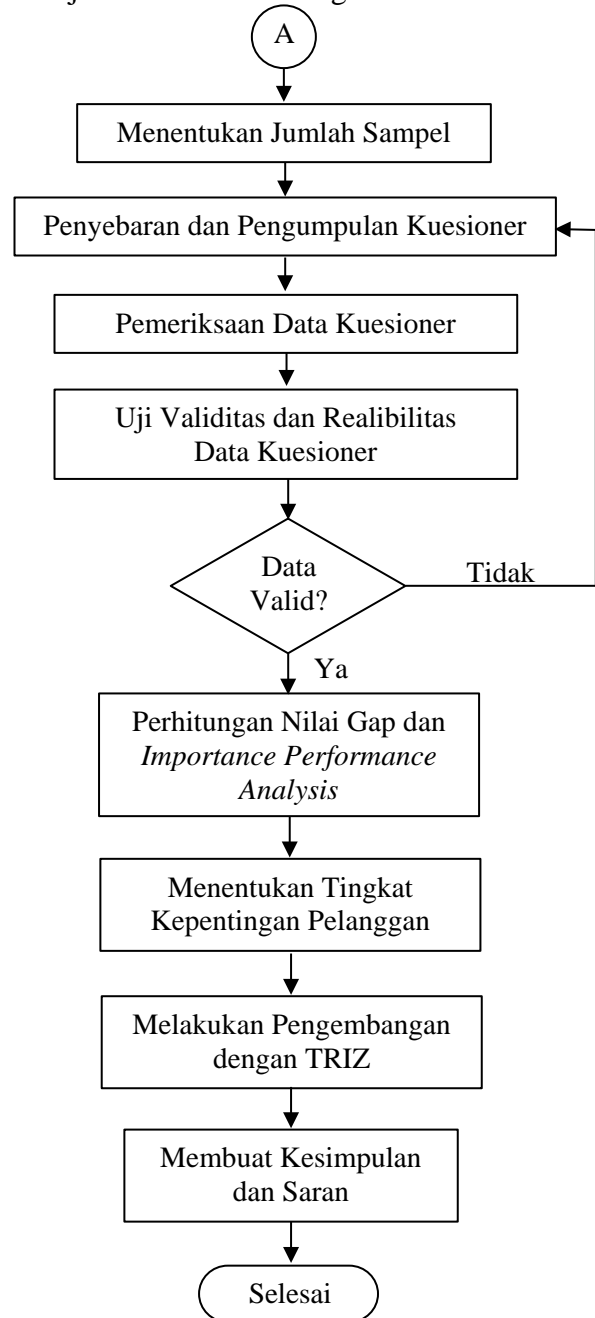 A
Menentukan Jumlah Sampel
Penyebaran dan Pengumpulan Kuesioner
Pemeriksaan Data Kuesioner
Uji Validitas dan Realibilitas
Data Kuesioner
Data
Valid?
Tidak
Ya
Perhitungan Nilai Gap dan
Importance Performance
Analysis
Menentukan Tingkat
Kepentingan Pelanggan
Melakukan Pengembangan
dengan TRIZ
Membuat Kesimpulan
dan Saran
Selesai